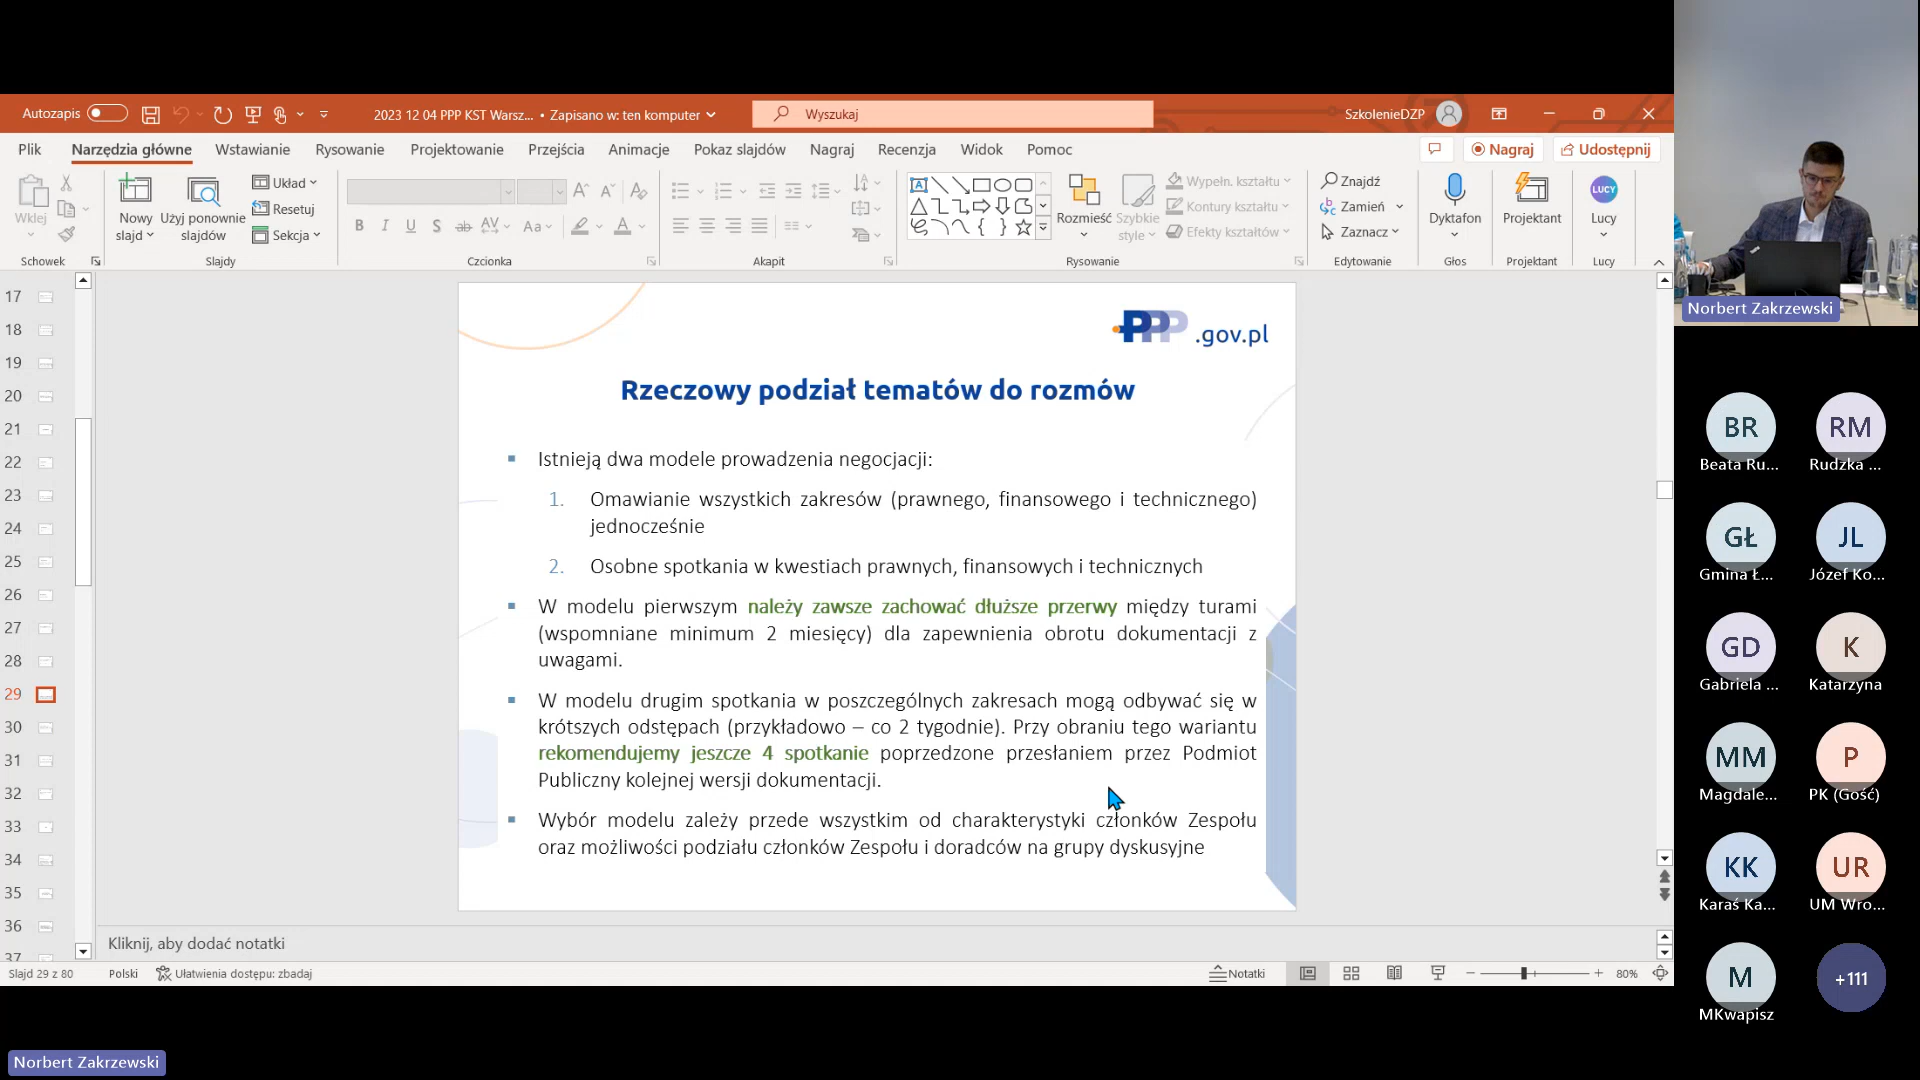 Autozapis
2023 12 04 PPP KST Warsz... • Zapisano w: ten komputer
Wyszukaj
SzkolenieDZP
Plik
Narzędzia główne
Wstawianie
Rysowanie
Projektowanie
Przejścia
Animacje
Pokaz slajdów
Nagraj
Recenzja
Widok
Pomoc
Nagraj
Udostępnij
Wklej
Nowy slajd
Użyj ponownie slajdów
Układ
Resetuj
Sekcja
Rozmieść
Szybkie style
Wypełn. kształtu
Kontury kształtu
Efekty kształtów
Znajdź
Zamień
Zaznacz
Dyktafon
Projektant
LUCY
Lucy
Schowek
Slajdy
Czcionka
Akapit
Rysowanie
Edytowanie
Głos
Projektant
Lucy
17
18
19
20
21
22
23
24
25
26
27
28
29
30
31
32
33
34
35
36
37
PPP .gov.pl
Rzeczowy podział tematów do rozmów
▪ Istnieją dwa modele prowadzenia negocjacji:
1. Omawianie wszystkich zakresów (prawnego, finansowego i technicznego)
jednocześnie
2. Osobne spotkania w kwestiach prawnych, finansowych i technicznych
▪ W modelu pierwszym należy zawsze zachować dłuższe przerwy między turami
(wspomniane minimum 2 miesięcy) dla zapewnienia obrotu dokumentacji z
uwagami.
▪ W modelu drugim spotkania w poszczególnych zakresach mogą odbywać się w
krótszych odstępach (przykładowo – co 2 tygodnie). Przy obraniu tego wariantu
rekomendujemy jeszcze 4 spotkanie poprzedzone przesłaniem przez Podmiot
Publiczny kolejnej wersji dokumentacji.
▪ Wybór modelu zależy przede wszystkim od charakterystyki członków Zespołu
oraz możliwości podziału członków Zespołu i doradców na grupy dyskusyjne
Kliknij, aby dodać notatki
Slajd 29 z 80
Polski
Ułatwienia dostępu: zbadaj
Notatki
80%
Norbert Zakrzewski
BR
Beata Ru...
RM
Rudzka ...
GŁ
Gmina Ł...
JL
Józef Ko...
GD
Gabriela ...
K
Katarzyna
MM
Magdale...
P
PK (Gość)
KK
Karaś Ka...
UR
UM Wro...
M
MKwapisz
+111
Norbert Zakrzewski